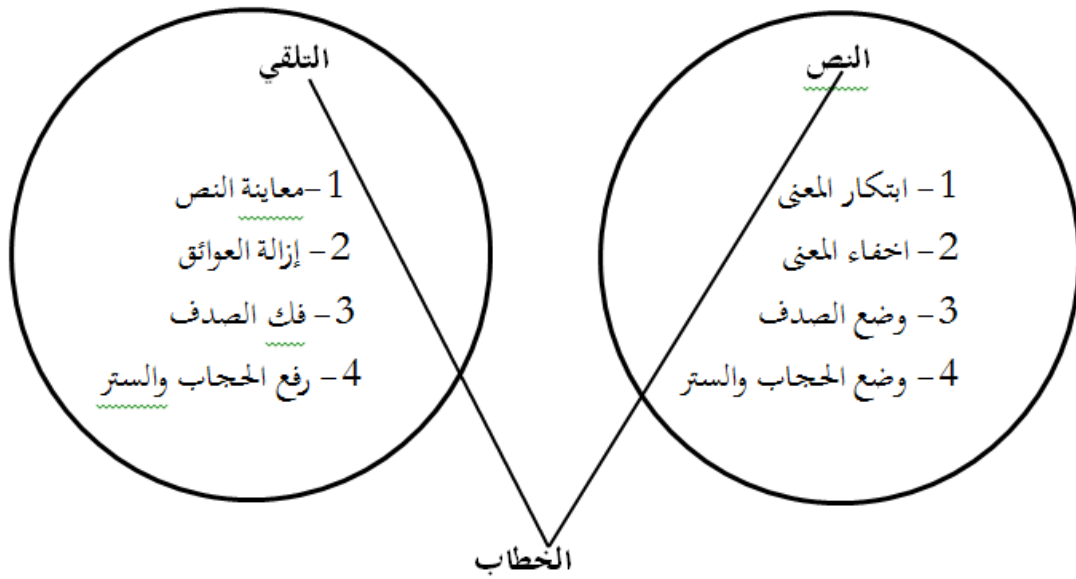 النص
1- ابتكار المعنى
2- اخفاء المعنى
3- وضع الصدف
4- وضع الحجاب والستر
التلقي
1-معاينة النص
2- إزالة العوائق
3- فك الصدف
4- رفع الحجاب والستر
الخطاب